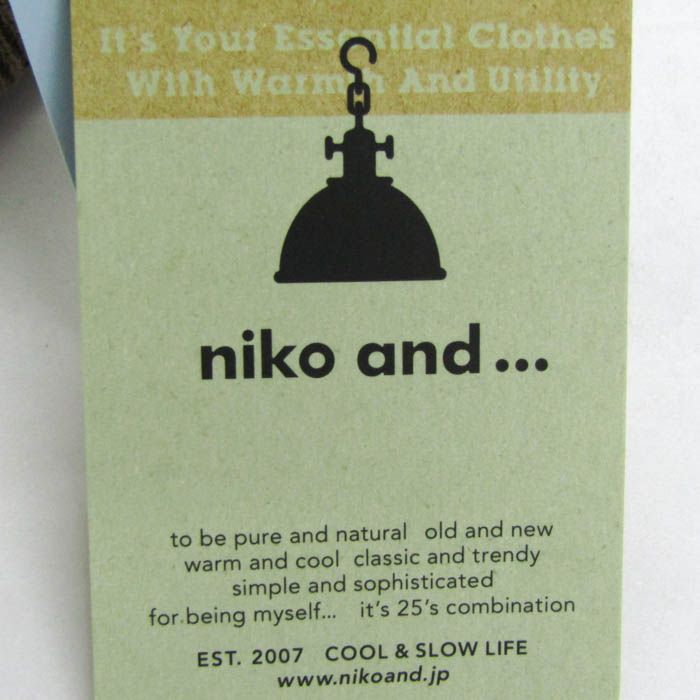 It's Your Essential Clothes
With Warmth And Utility
niko and...
to be pure and natural old and new
warm and cool classic and trendy
simple and sophisticated
for being myself... it's 25's combination
EST. 2007 COOL & SLOW LIFE
www.nikoand.jp